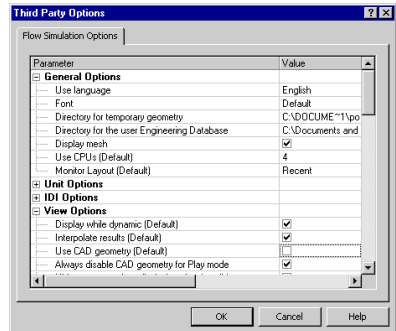 Third Party Options
Flow Simulation Options
Parameter Value
General Options
Use language English
Font Default
Directory for temporary geometry C:\DOCUME~1\po
Directory for the user Engineering Database C:\Documents and
Display mesh
Use CPUs (Default) 4
Monitor Layout (Default) Recent
Unit Options
IDI Options
View Options
Display while dynamic (Default)
Interpolate results (Default)
Use CAD geometry (Default)
Always disable CAD geometry for Play mode
OK Cancel Help